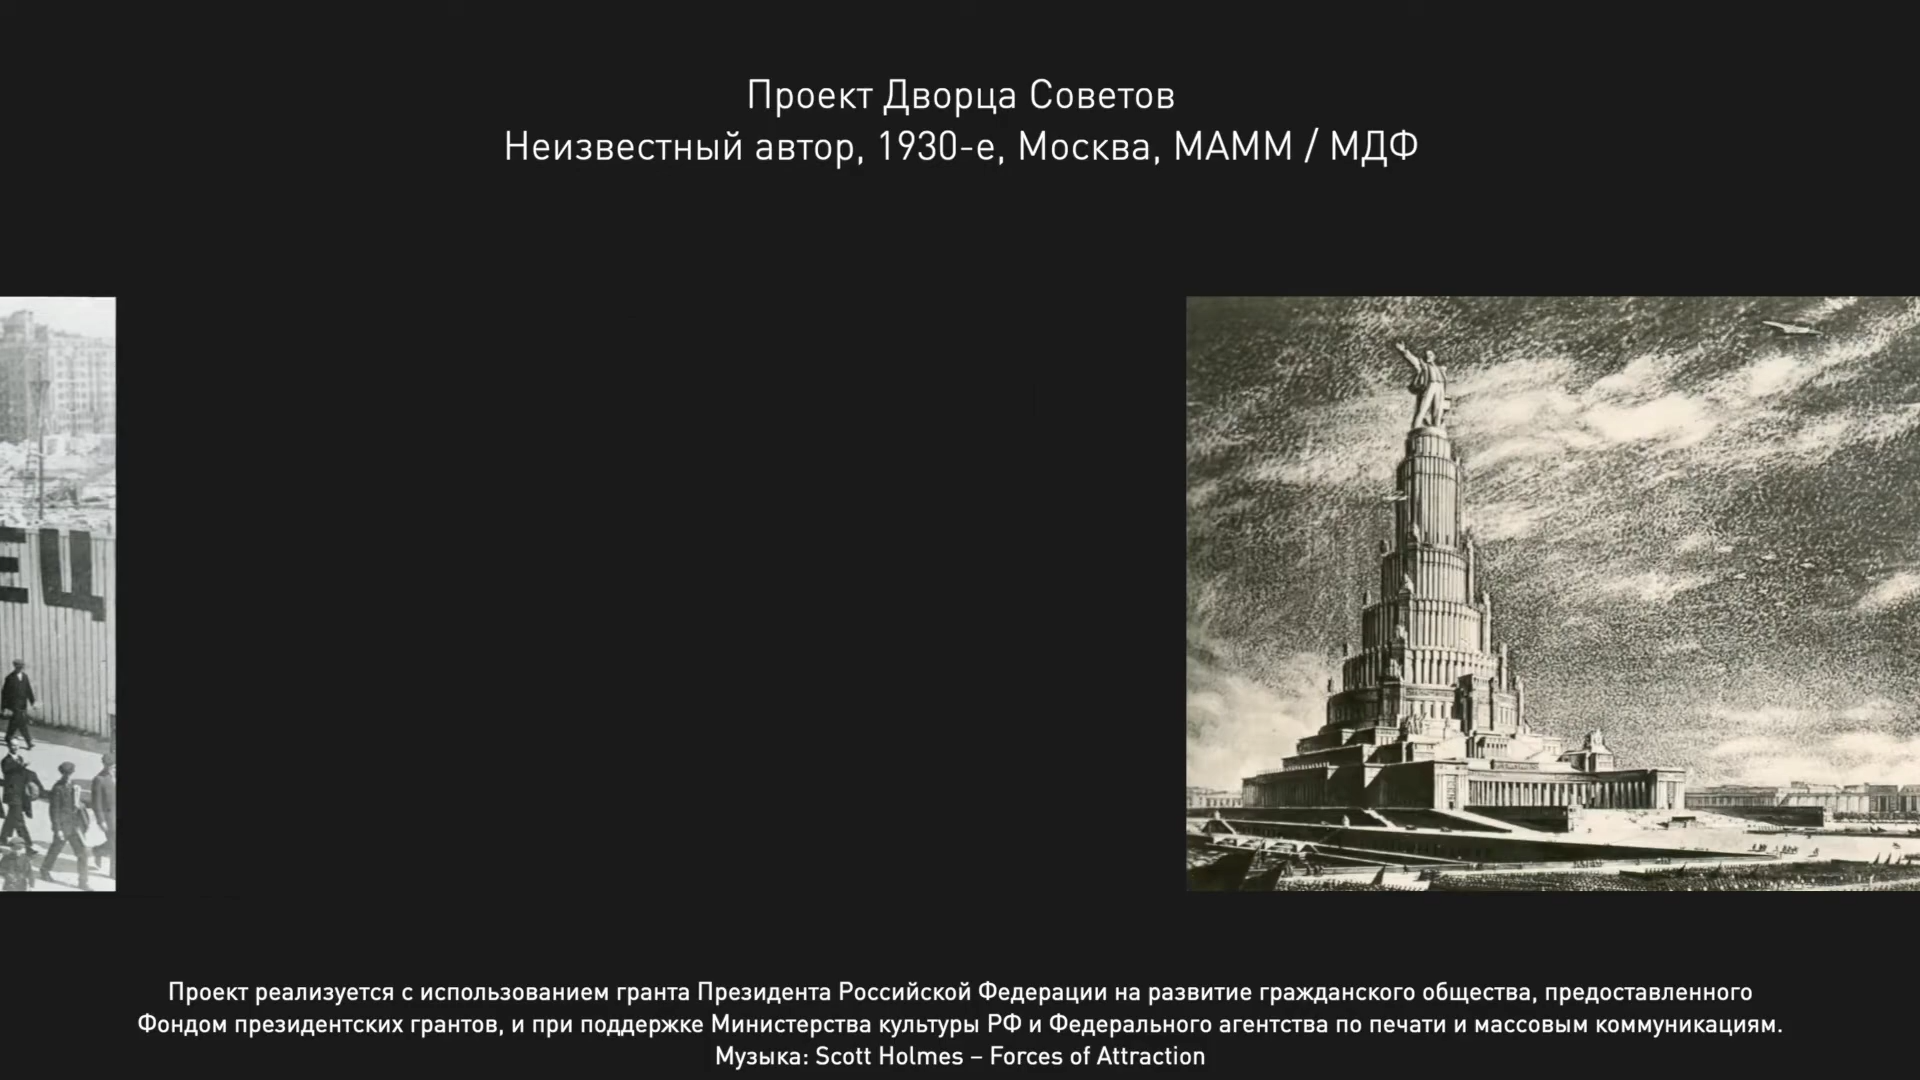 Проект Дворца Советов
Неизвестный автор, 1930-е, Москва, МАММ / МДФ
ЕЦ
Проект реализуется с использованием гранта Президента Российской Федерации на развитие гражданского общества, предоставленного
Фондом президентских грантов, и при поддержке Министерства культуры РФ и Федерального агентства по печати и массовым коммуникациям.
Музыка: Scott Holmes – Forces of Attraction